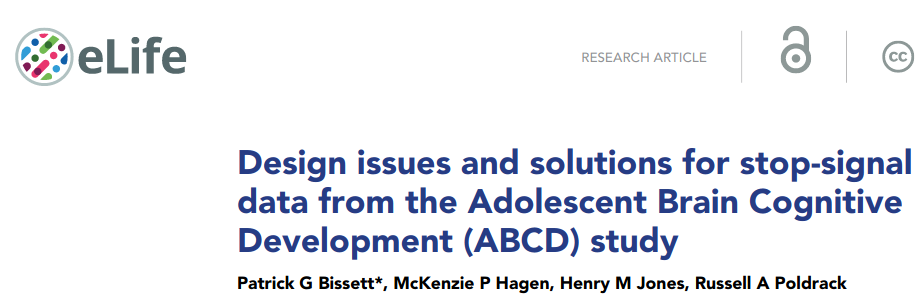 eLife
RESEARCH ARTICLE
cc
Design issues and solutions for stop-signal
data from the Adolescent Brain Cognitive
Development (ABCD) study
Patrick G Bissett*, McKenzie P Hagen, Henry M Jones, Russell A Poldrack